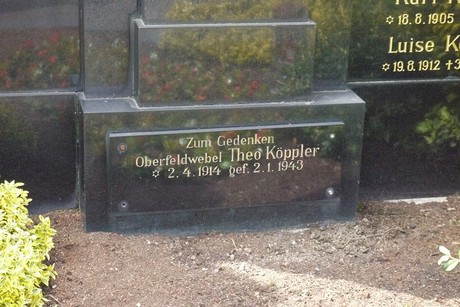 ✡ 18.8.1905
Luise
✡ 19.8.1912
Zum Gedenken
Oberfeldwebel Theo Köppler
✡ 2.4.1914 gef. 2.1.1943